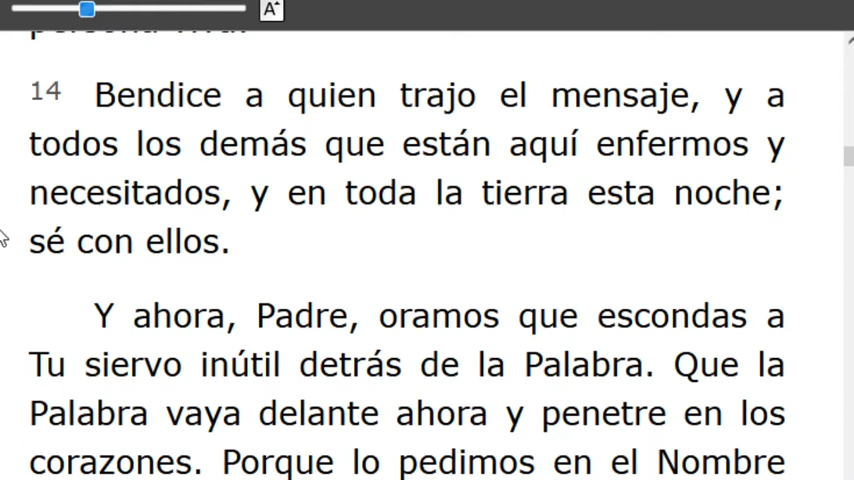 14 Bendice a quien trajo el mensaje, y a
todos los demás que están aquí enfermos y
necesitados, y en toda la tierra esta noche;
sé con ellos.
Y ahora, Padre, oramos que escondas a
Tu siervo inútil detrás de la Palabra. Que la
Palabra vaya delante ahora y penetre en los
corazones. Porque lo pedimos en el Nombre